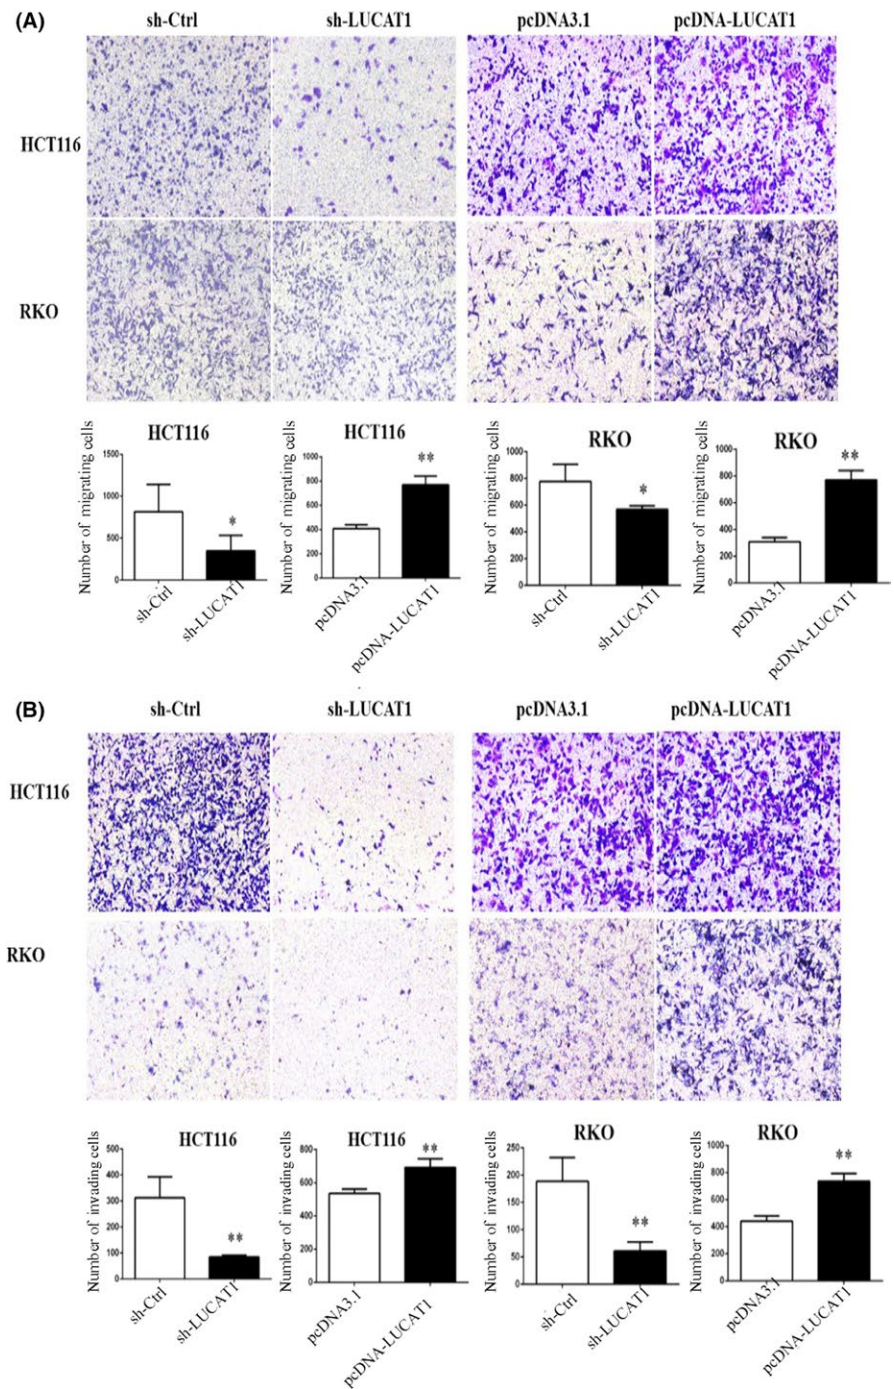 (A)
sh-Ctrl sh-LUCAT1 pcDNA3.1 pcDNA-LUCAT1
HCT116
RKO
HCT116 HCT116 RKO RKO
Number of migrating cells
1500
1000
500
0
sh-Ctrl
sh-LUCAT1
*
Number of migrating cells
1000
800
600
400
200
0
pcDNA3.1
pcDNA-LUCAT1
**
Number of migrating cells
1000
800
600
400
200
0
sh-Ctrl
sh-LUCAT1
*
Number of migrating cells
1000
800
600
400
200
0
pcDNA3.1
pcDNA-LUCAT1
**
(B)
sh-Ctrl sh-LUCAT1 pcDNA3.1 pcDNA-LUCAT1
HCT116
RKO
HCT116 HCT116 RKO RKO
Number of invading cells
500
400
300
200
100
0
sh-Ctrl
sh-LUCAT1
**
Number of invading cells
800
600
400
200
0
pcDNA3.1
pcDNA-LUCAT1
**
Number of invading cells
250
200
150
100
50
0
sh-Ctrl
sh-LUCAT1
**
Number of invading cells
1000
800
600
400
200
0
pcDNA3.1
pcDNA-LUCAT1
**